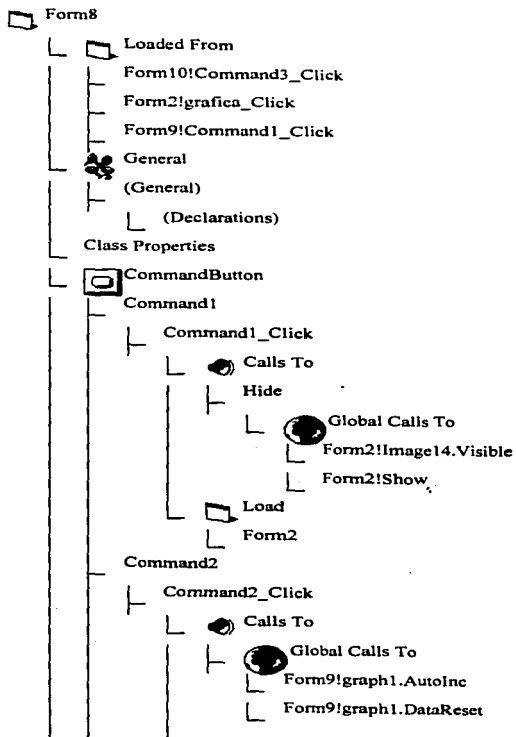 Form8
Loaded From
Form10!Command3_Click
Form2!grafica_Click
Form9!Command1_Click
General
(General)
(Declarations)
Class Properties
CommandButton
Command1
Command1_Click
Calls To
Hide
Global Calls To
Form2!Image14.Visible
Form2!Show
Load
Form2
Command2
Command2_Click
Calls To
Global Calls To
Form9!graph1.AutoInc
Form9!graph1.DataReset